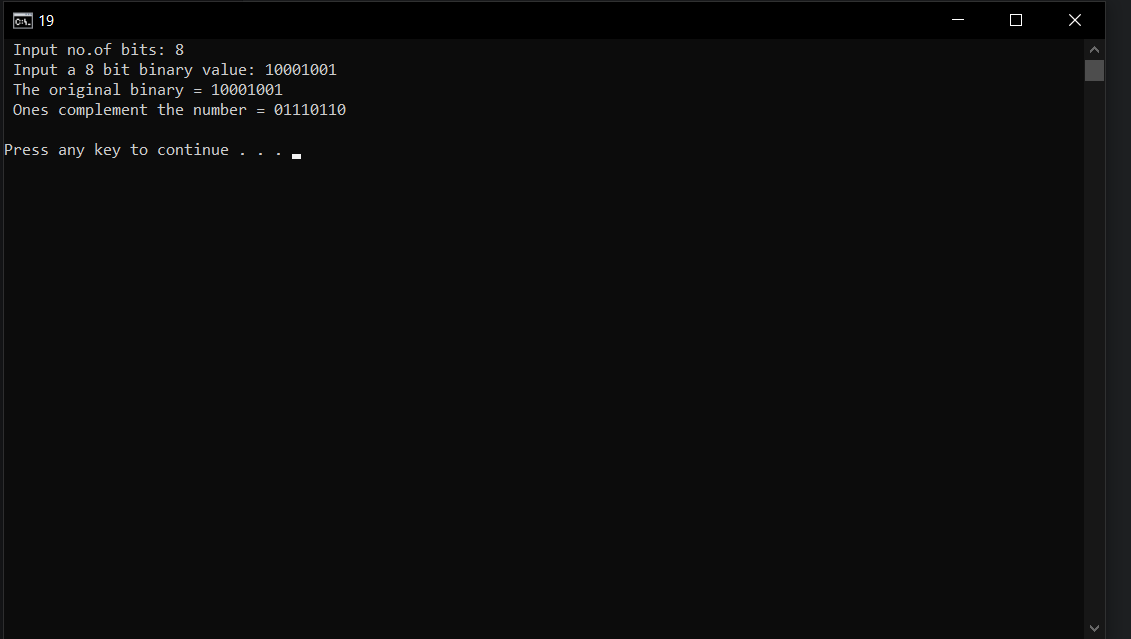 19
Input no.of bits: 8
Input a 8 bit binary value: 10001001
The original binary = 10001001
Ones complement the number = 01110110
Press any key to continue . . .